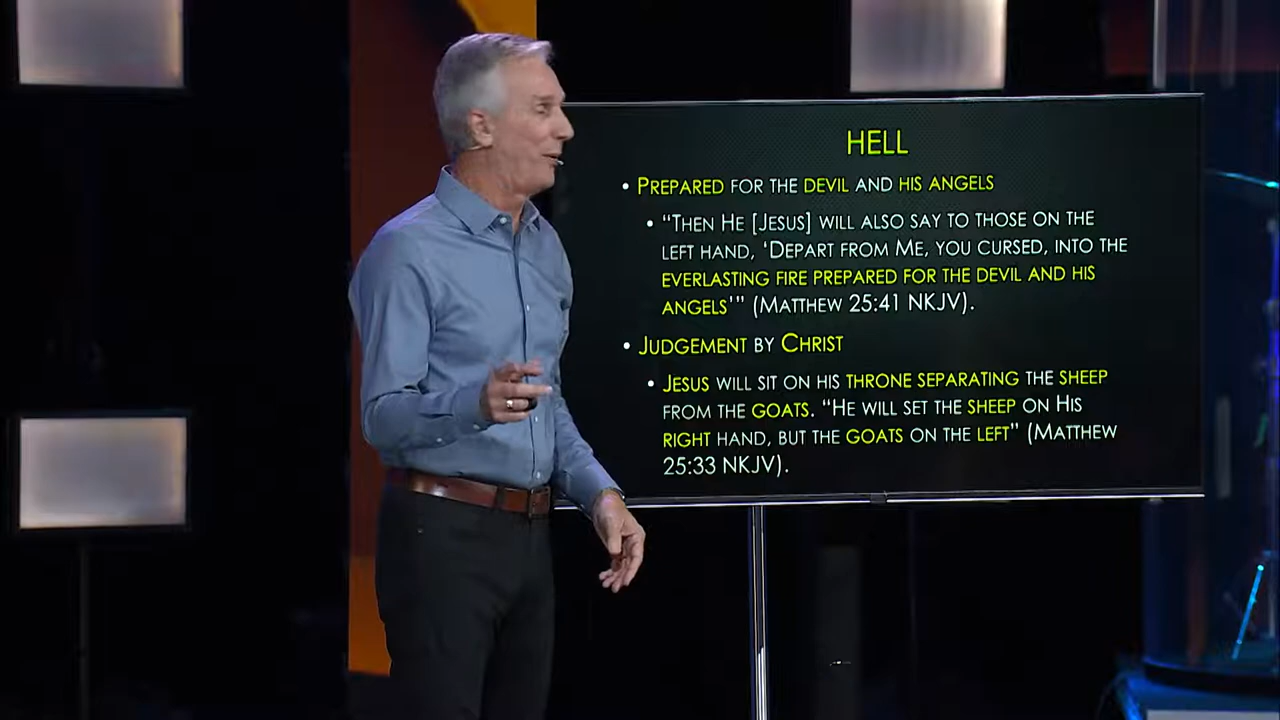 HELL
• PREPARED FOR THE DEVIL AND HIS ANGELS
• “THEN HE [JESUS] WILL ALSO SAY TO THOSE ON THE
LEFT HAND, ‘DEPART FROM ME, YOU CURSED, INTO THE
EVERLASTING FIRE PREPARED FOR THE DEVIL AND HIS
ANGELS’” (MATTHEW 25:41 NKJV).
• JUDGEMENT BY CHRIST
• JESUS WILL SIT ON HIS THRONE SEPARATING THE SHEEP
FROM THE GOATS. “HE WILL SET THE SHEEP ON HIS
RIGHT HAND, BUT THE GOATS ON THE LEFT” (MATTHEW
25:33 NKJV).